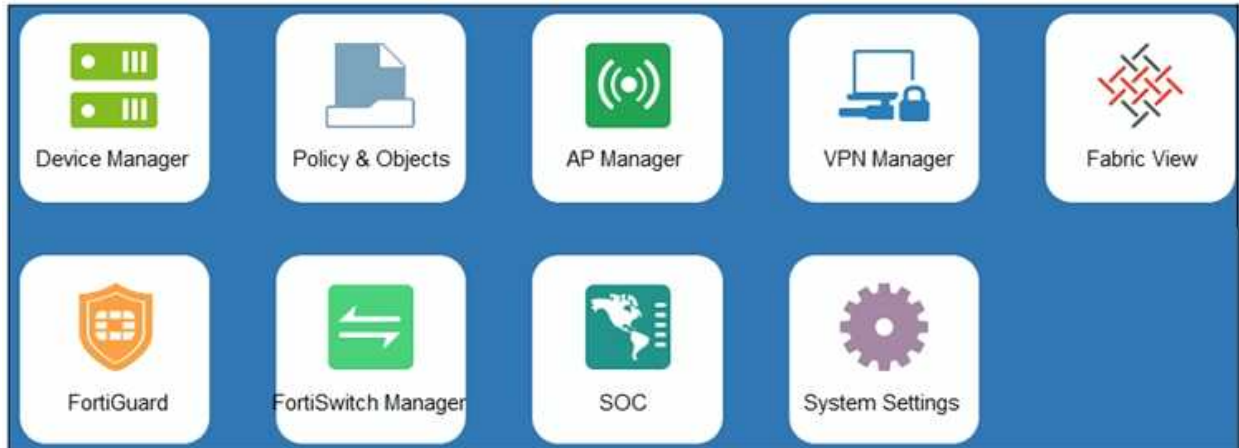 Device Manager
Policy & Objects
AP Manager
VPN Manager
Fabric View
FortiGuard
FortiSwitch Manager
SOC
System Settings